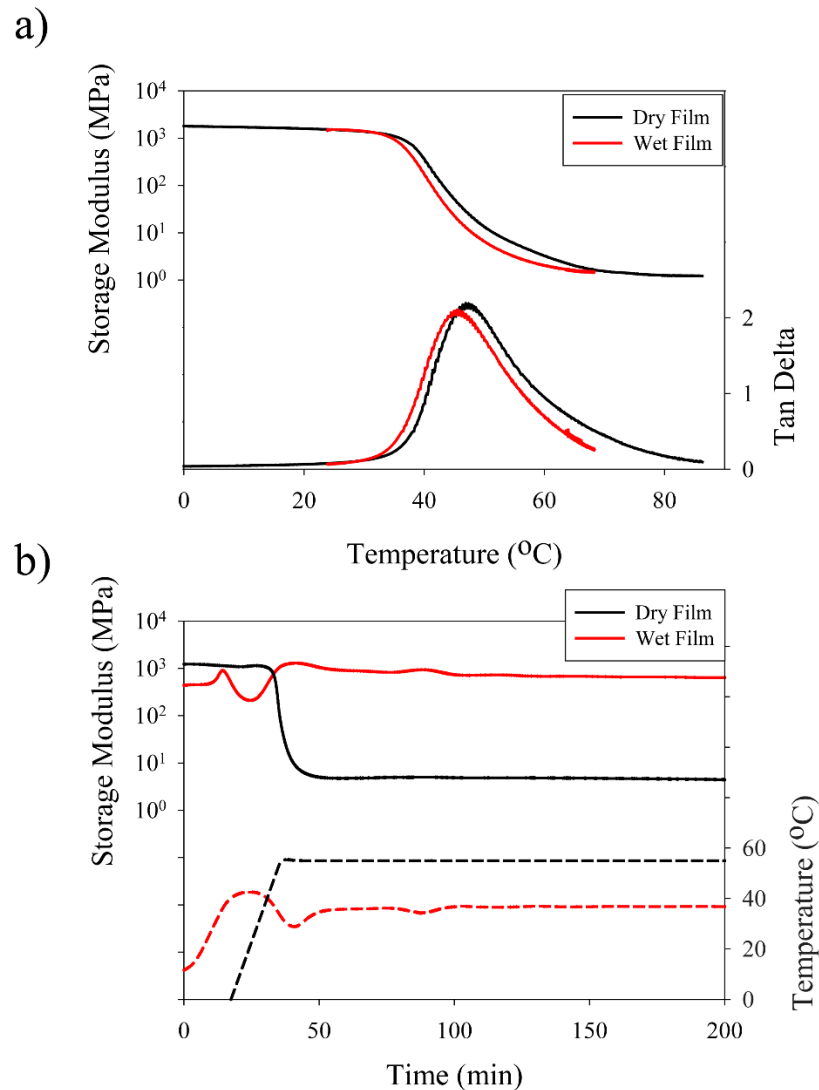 a)
Storage Modulus (MPa)
10⁴
10³
10²
10¹
10⁰
Dry Film
Wet Film
2
1
0
Tan Delta
0 20 40 60 80
Temperature (ᴼC)
b)
Storage Modulus (MPa)
10⁴
10³
10²
10¹
10⁰
Dry Film
Wet Film
60
40
20
0
Temperature (ᴼC)
0 50 100 150 200
Time (min)